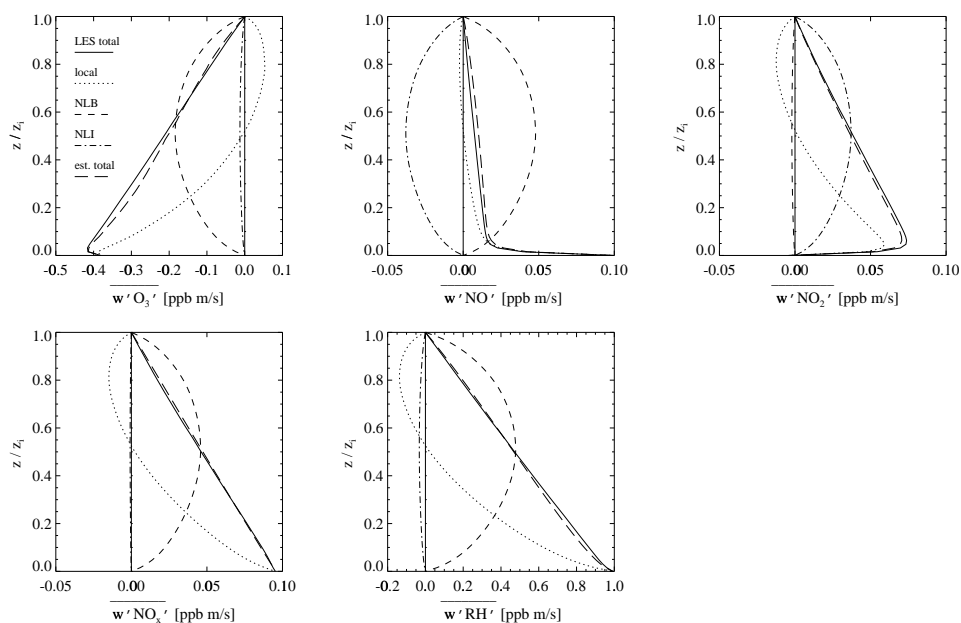 1.0
0.8
0.6
0.4
0.2
0.0
z / z_i
LES total
local
NLB
NLI
est. total
-0.5 -0.4 -0.3 -0.2 -0.1 0.0 0.1
w'O_3' [ppb m/s]
1.0
0.8
0.6
0.4
0.2
0.0
z / z_i
-0.05 0.00 0.05 0.10
w'NO' [ppb m/s]
1.0
0.8
0.6
0.4
0.2
0.0
z / z_i
-0.05 0.00 0.05 0.10
w'NO_2' [ppb m/s]
1.0
0.8
0.6
0.4
0.2
0.0
z / z_i
-0.05 0.00 0.05 0.10
w'NO_x' [ppb m/s]
1.0
0.8
0.6
0.4
0.2
0.0
z / z_i
-0.2 0.0 0.2 0.4 0.6 0.8 1.0
w'RH' [ppb m/s]